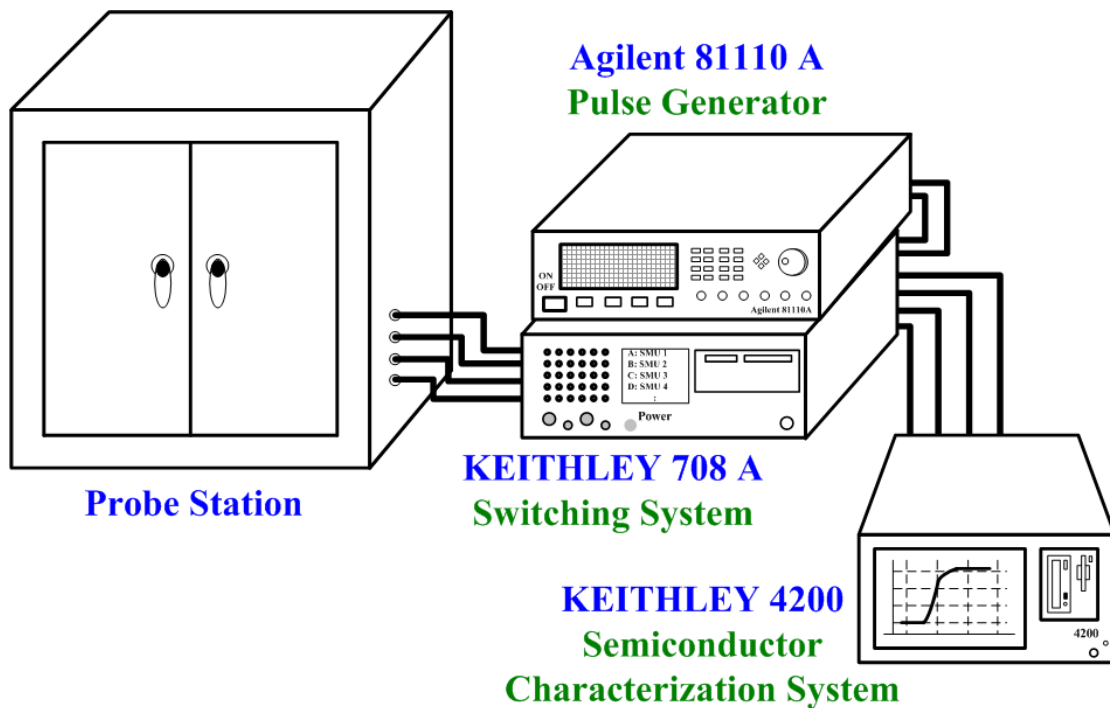 Agilent 81110 A
Pulse Generator
ON
OFF
Agilent 81110A
A: SMU 1
B: SMU 2
C: SMU 3
D: SMU 4
:
Power
KEITHLEY 708 A
Switching System
Probe Station
KEITHLEY 4200
Semiconductor
Characterization System
4200